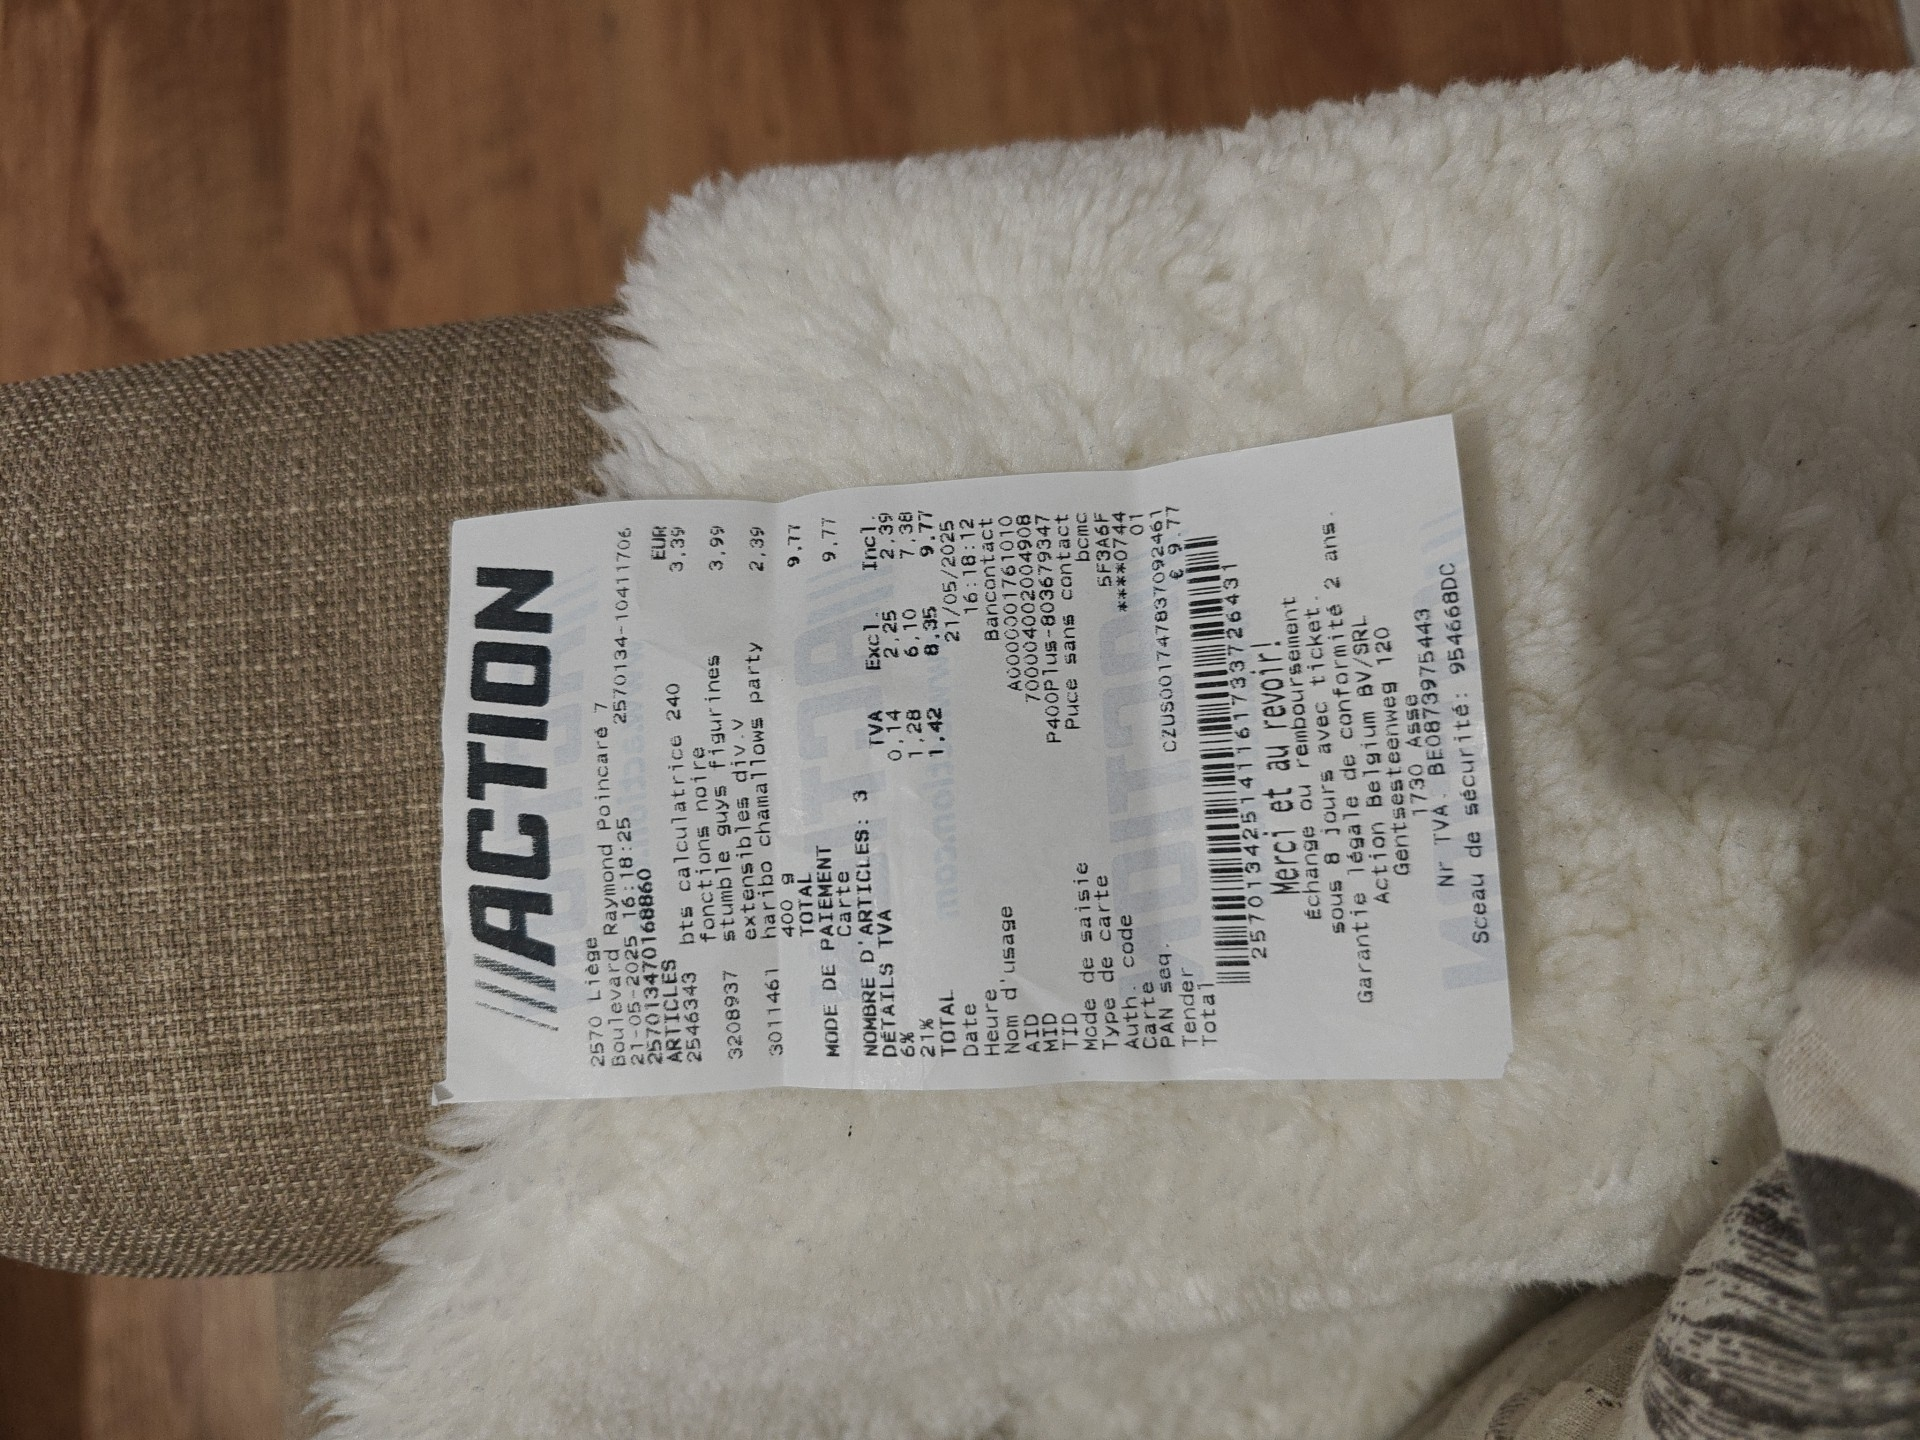 ACTION
2570 Liège
Boulevard Raymond Poincaré 7
21-05-2025 16:18:25 2570134-10411706
257013470168860
ARTICLES EUR
2546343 bts calculatrice 240 3,39
fonctions noire
3208937 stumble guys figurines 3,99
extensibles div.V
3011461 haribo chamallows party 2,39
400 g
TOTAL 9,77
MODE DE PAIEMENT
Carte 9,77
NOMBRE D'ARTICLES: 3
DÉTAILS TVA TVA Excl. Incl.
6% 0,14 2,25 2,39
21% 1,28 6,10 7,38
TOTAL 1,42 8,35 9,77
Date 21/05/2025
Heure 16:18:12
Nom d'usage Bancontact
AID A0000001761010
MID 7000040200490B
TID P400Plus-803679347
Mode de saisie Puce sans contact
Type de carte bcmc
Auth. code 5F3A6F
Carte ****0744
PAN seq. 01
Tender CZUS001747837092461
Total € 9.77
257013425141161733726431
Merci et au revoir!
Échange ou remboursement
sous 8 jours avec ticket.
Garantie légale de conformité 2 ans.
Action Belgium BV/SRL
Gentsesteenweg 120
1730 Asse
Nr TVA. BE0873975443
Sceau de sécurité: 954668DC